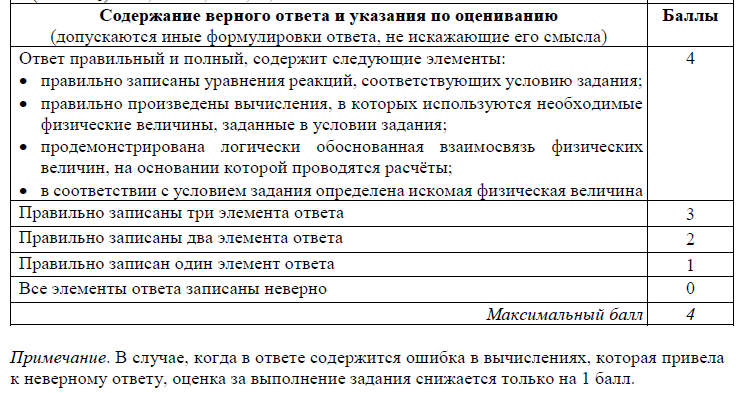 Содержание верного ответа и указания по оцениванию
(допускаются иные формулировки ответа, не искажающие его смысла)
Баллы
Ответ правильный и полный, содержит следующие элементы:
• правильно записаны уравнения реакций, соответствующих условию задания;
• правильно произведены вычисления, в которых используются необходимые
физические величины, заданные в условии задания;
• продемонстрирована логически обоснованная взаимосвязь физических
величин, на основании которой проводятся расчёты;
• в соответствии с условием задания определена искомая физическая величина
4
Правильно записаны три элемента ответа
3
Правильно записаны два элемента ответа
2
Правильно записан один элемент ответа
1
Все элементы ответа записаны неверно
0
Максимальный балл
4
Примечание. В случае, когда в ответе содержится ошибка в вычислениях, которая привела
к неверному ответу, оценка за выполнение задания снижается только на 1 балл.